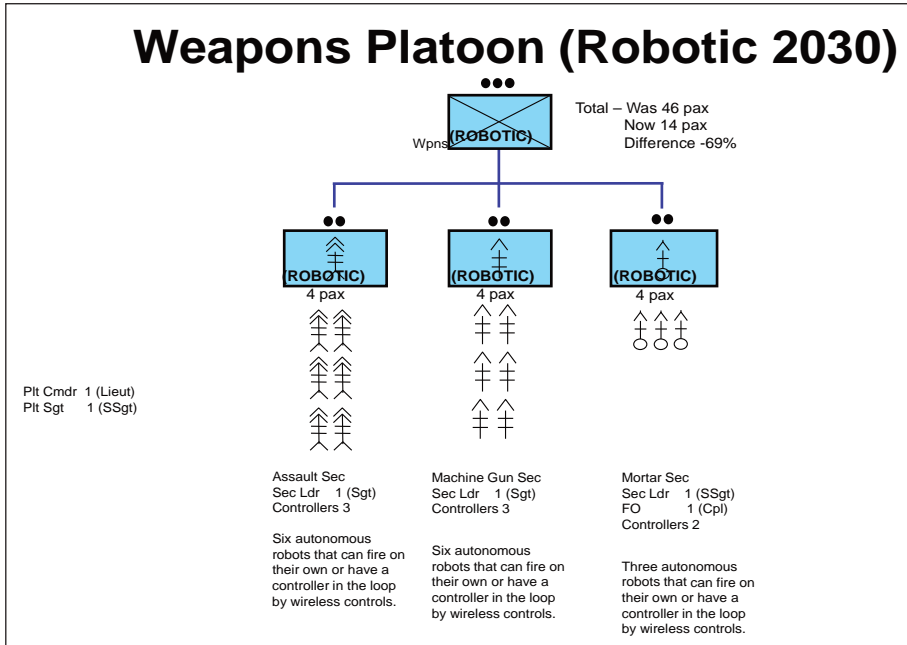 Weapons Platoon (Robotic 2030)
Total – Was 46 pax
Now 14 pax
Difference -69%
(ROBOTIC)
Wpns
(ROBOTIC)
4 pax
(ROBOTIC)
4 pax
(ROBOTIC)
4 pax
Plt Cmdr 1 (Lieut)
Plt Sgt 1 (SSgt)
Assault Sec
Sec Ldr 1 (Sgt)
Controllers 3
Six autonomous
robots that can fire on
their own or have a
controller in the loop
by wireless controls.
Machine Gun Sec
Sec Ldr 1 (Sgt)
Controllers 3
Six autonomous
robots that can fire on
their own or have a
controller in the loop
by wireless controls.
Mortar Sec
Sec Ldr 1 (SSgt)
FO 1 (Cpl)
Controllers 2
Three autonomous
robots that can fire on
their own or have a
controller in the loop
by wireless controls.